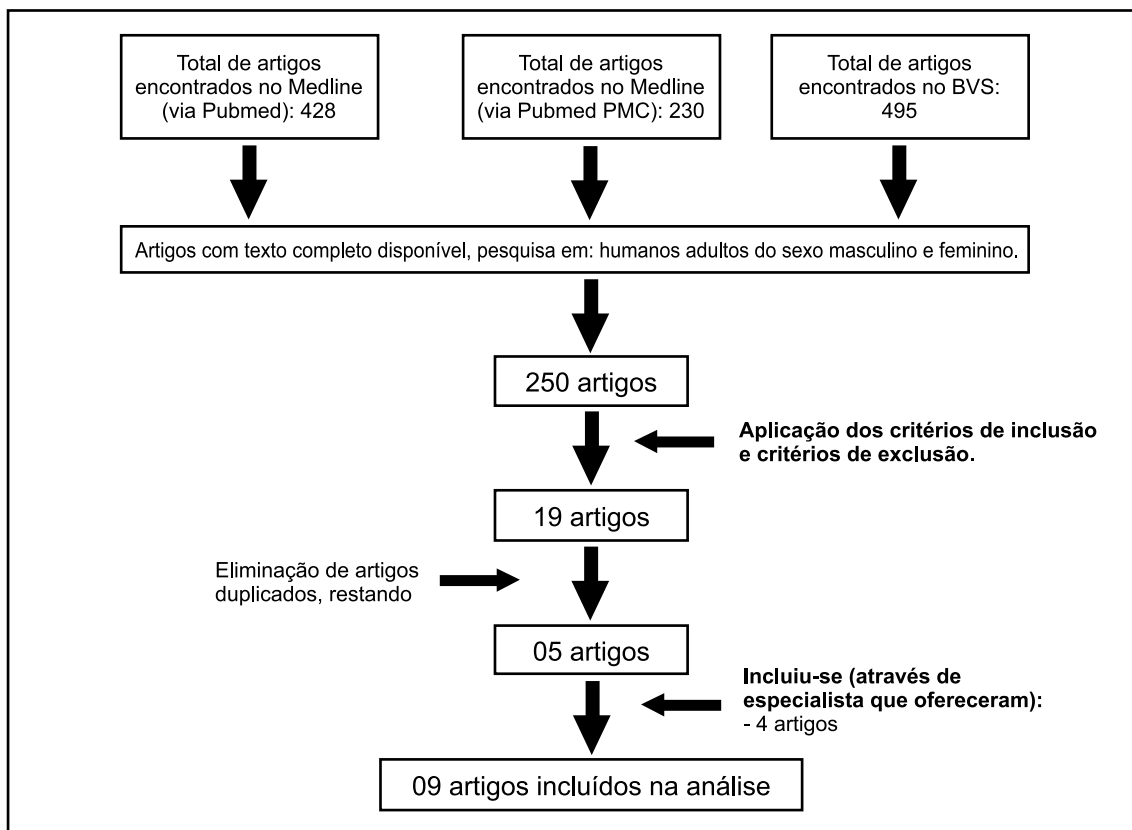 Total de artigos
encontrados no Medline
(via Pubmed): 428
Total de artigos
encontrados no Medline
(via Pubmed PMC): 230
Total de artigos
encontrados no BVS:
495
Artigos com texto completo disponível, pesquisa em: humanos adultos do sexo masculino e feminino.
250 artigos
Aplicação dos critérios de inclusão
e critérios de exclusão.
19 artigos
Eliminação de artigos
duplicados, restando
05 artigos
Incluiu-se (através de
especialista que ofereceram):
- 4 artigos
09 artigos incluídos na análise